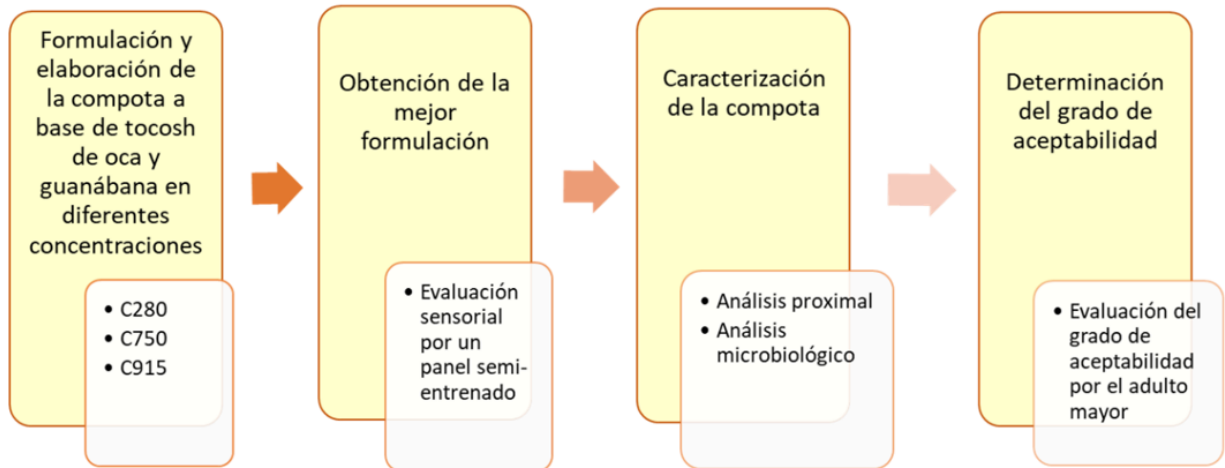 Formulación y
elaboración de
la compota a
base de tocosh
de oca y
guanábana en
diferentes
concentraciones
• C280
• C750
• C915
Obtención de la
mejor
formulación
• Evaluación
sensorial
por un
panel semi-
entrenado
Caracterización
de la compota
• Análisis proximal
• Análisis
microbiológico
Determinación
del grado de
aceptabilidad
• Evaluación del
grado de
aceptabilidad
por el adulto
mayor